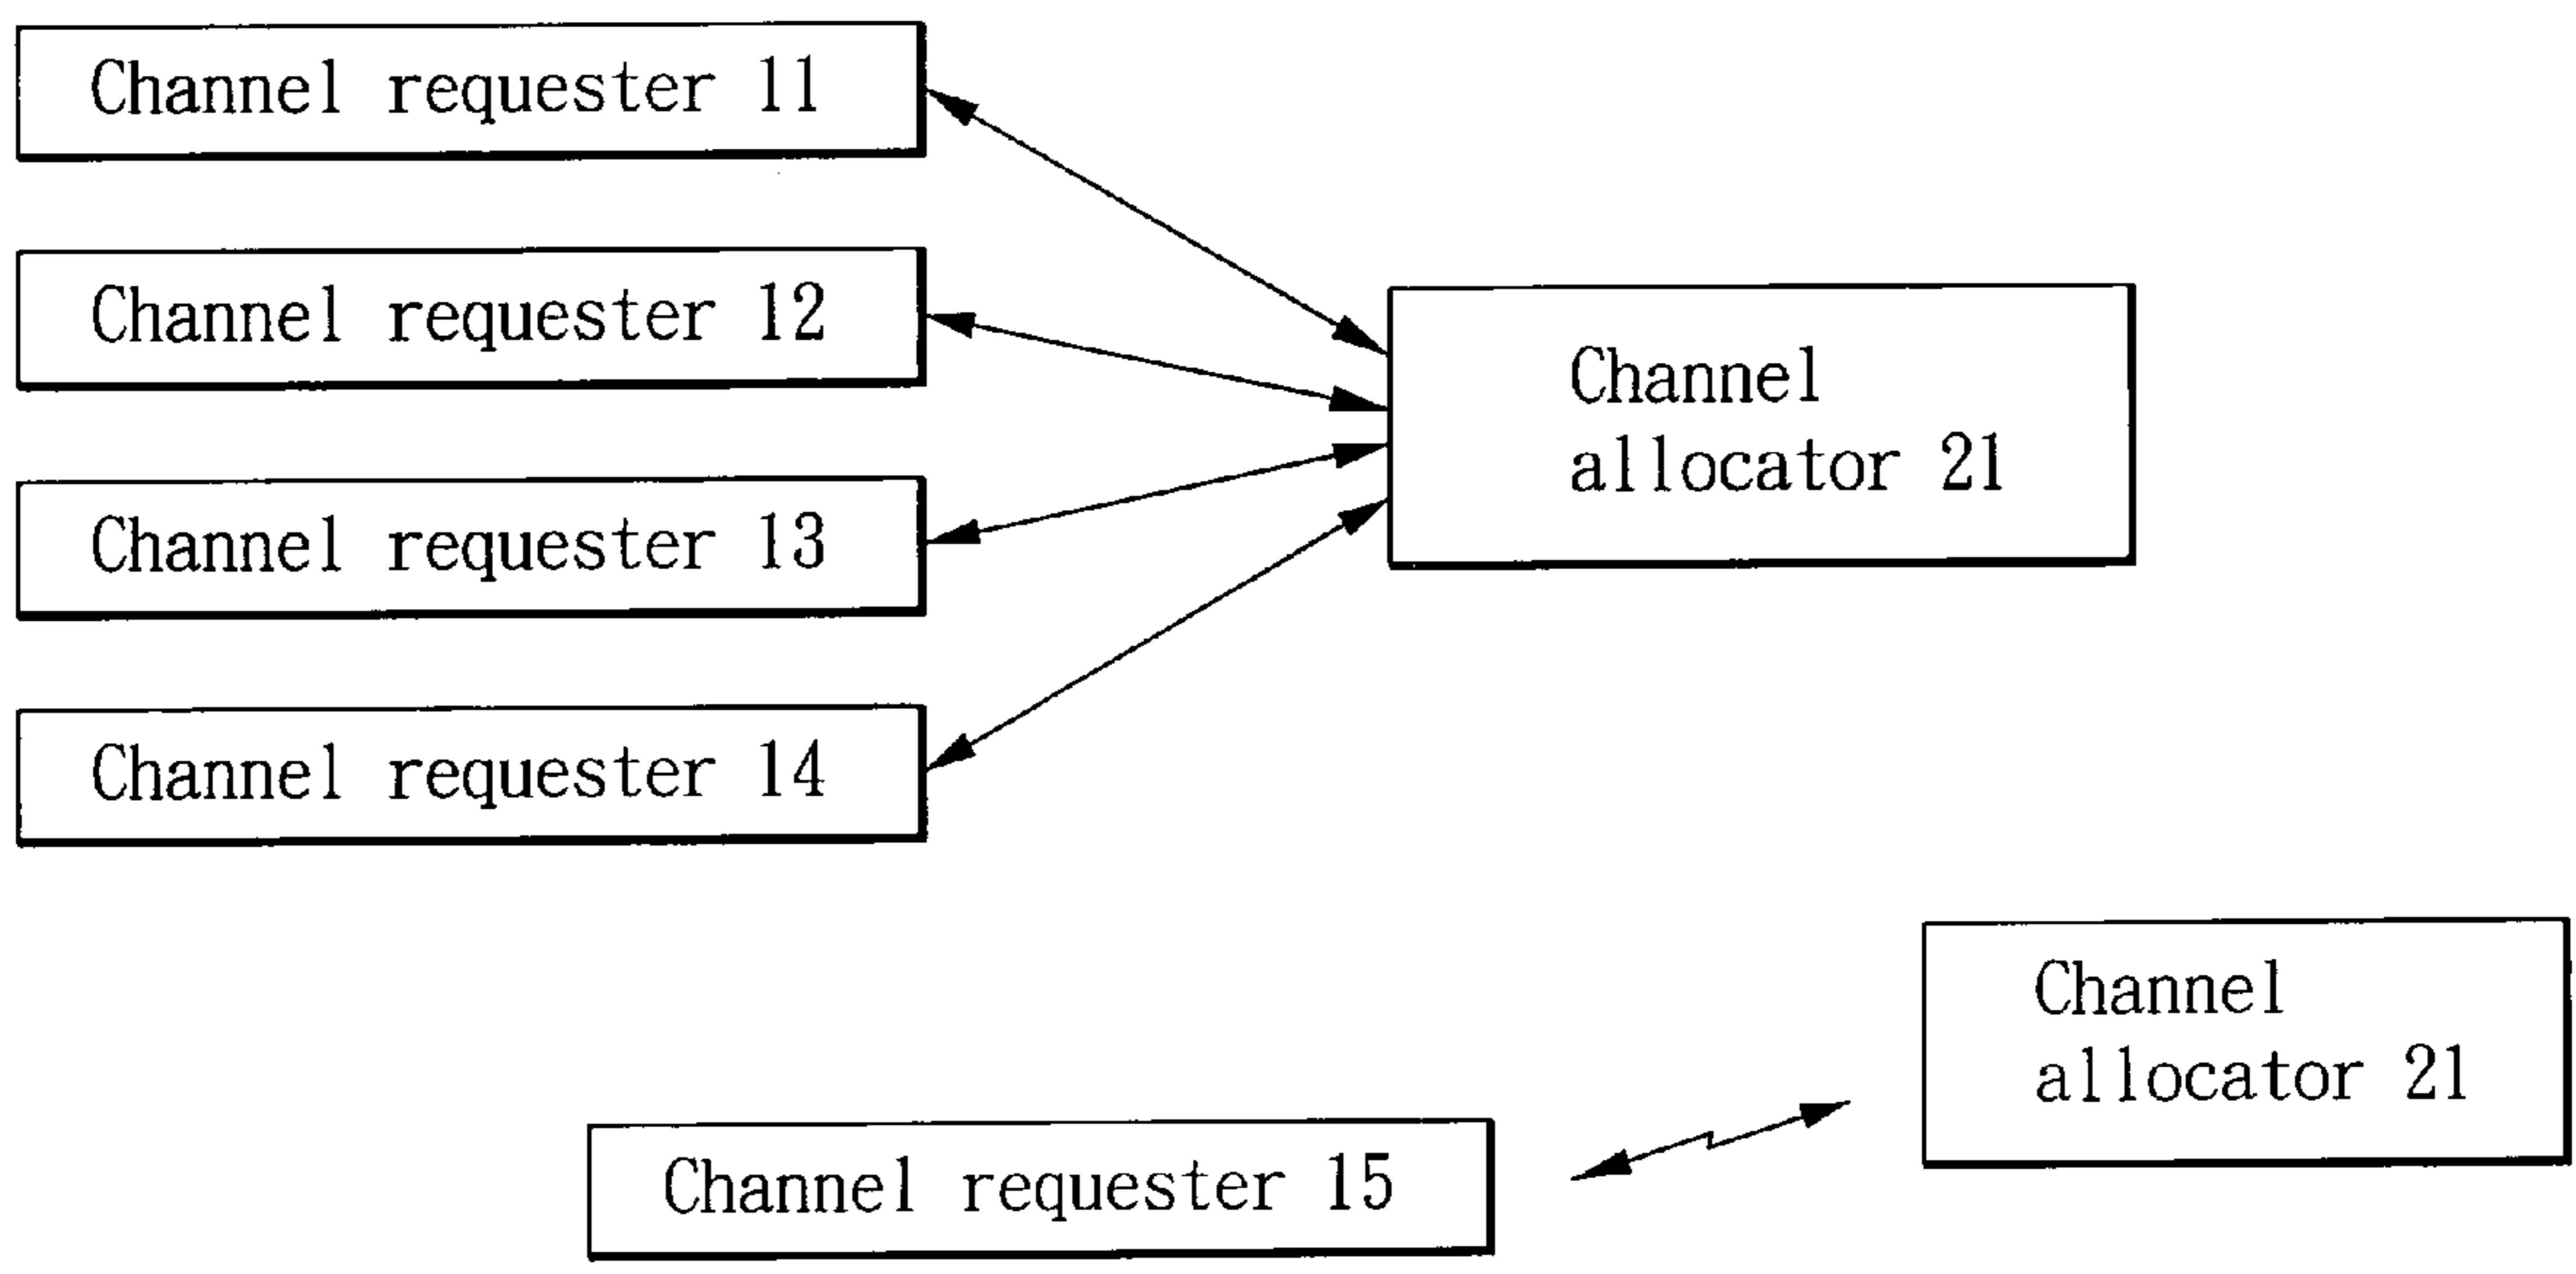 Channel requester 11
Channel requester 12
Channel requester 13
Channel requester 14
Channel
allocator 21
Channel
allocator 21
Channel requester 15